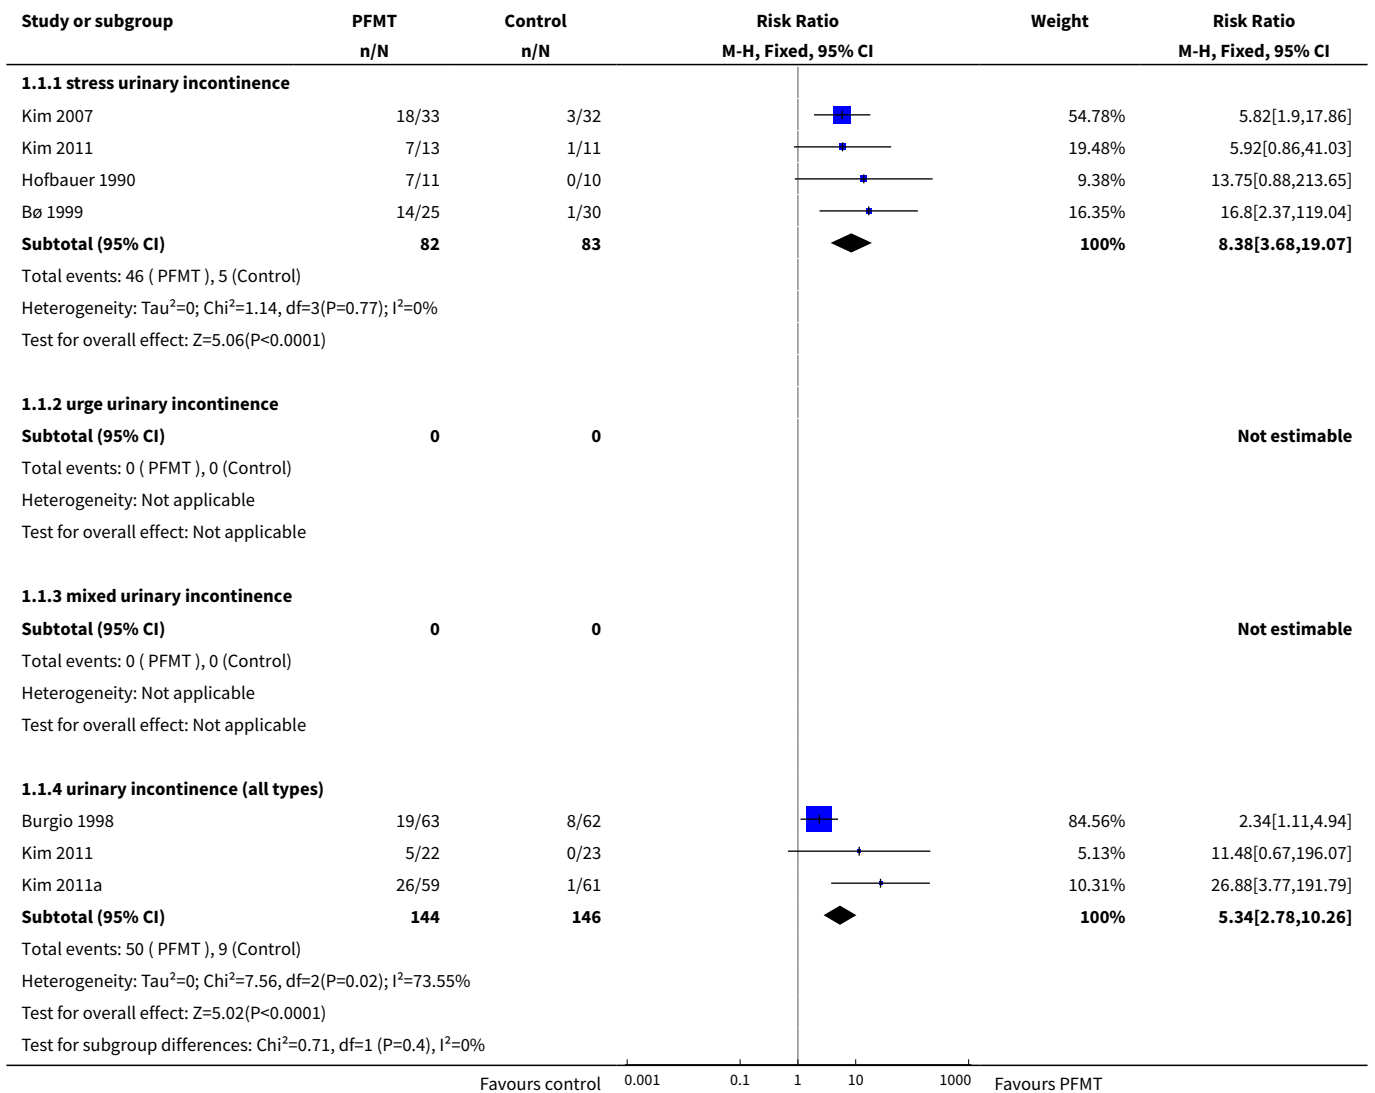 Study or subgroup PFMT Control Risk Ratio Weight Risk Ratio
n/N n/N M-H, Fixed, 95% CI M-H, Fixed, 95% CI
1.1.1 stress urinary incontinence
Kim 2007 18/33 3/32 54.78% 5.82[1.9,17.86]
Kim 2011 7/13 1/11 19.48% 5.92[0.86,41.03]
Hofbauer 1990 7/11 0/10 9.38% 13.75[0.88,213.65]
Bø 1999 14/25 1/30 16.35% 16.8[2.37,119.04]
Subtotal (95% CI) 82 83 100% 8.38[3.68,19.07]
Total events: 46 ( PFMT ), 5 (Control)
Heterogeneity: Tau²=0; Chi²=1.14, df=3(P=0.77); I²=0%
Test for overall effect: Z=5.06(P<0.0001)
1.1.2 urge urinary incontinence
Subtotal (95% CI) 0 0 Not estimable
Total events: 0 ( PFMT ), 0 (Control)
Heterogeneity: Not applicable
Test for overall effect: Not applicable
1.1.3 mixed urinary incontinence
Subtotal (95% CI) 0 0 Not estimable
Total events: 0 ( PFMT ), 0 (Control)
Heterogeneity: Not applicable
Test for overall effect: Not applicable
1.1.4 urinary incontinence (all types)
Burgio 1998 19/63 8/62 84.56% 2.34[1.11,4.94]
Kim 2011 5/22 0/23 5.13% 11.48[0.67,196.07]
Kim 2011a 26/59 1/61 10.31% 26.88[3.77,191.79]
Subtotal (95% CI) 144 146 100% 5.34[2.78,10.26]
Total events: 50 ( PFMT ), 9 (Control)
Heterogeneity: Tau²=0; Chi²=7.56, df=2(P=0.02); I²=73.55%
Test for overall effect: Z=5.02(P<0.0001)
Test for subgroup differences: Chi²=0.71, df=1 (P=0.4), I²=0%
Favours control 0.001 0.1 1 10 1000 Favours PFMT